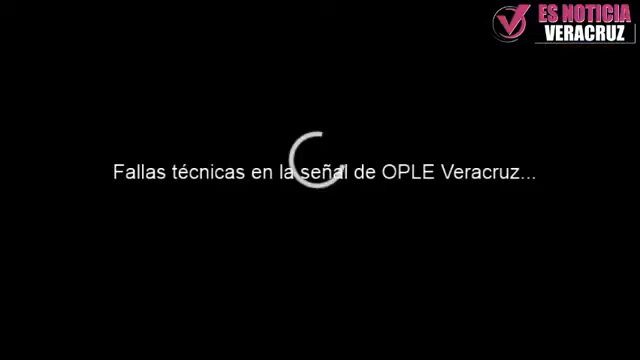 ES NOTICIA
VERACRUZ
Fallas técnicas en la señal de OPLE Veracruz...